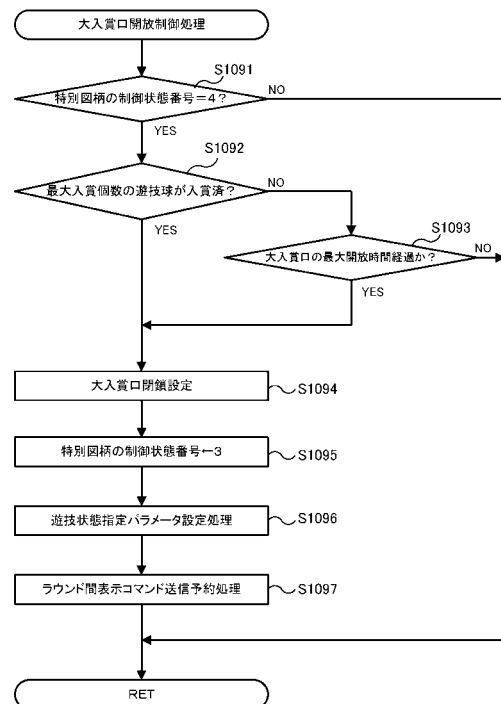 大入賞口開放制御処理
S1091
特別図柄の制御状態番号=4?
NO
YES
S1092
最大入賞個数の遊技球が入賞済?
NO
YES
S1093
大入賞口の最大開放時間経過か?
NO
YES
大入賞口閉鎖設定
S1094
特別図柄の制御状態番号←3
S1095
遊技状態指定パラメータ設定処理
S1096
ラウンド間表示コマンド送信予約処理
S1097
RET